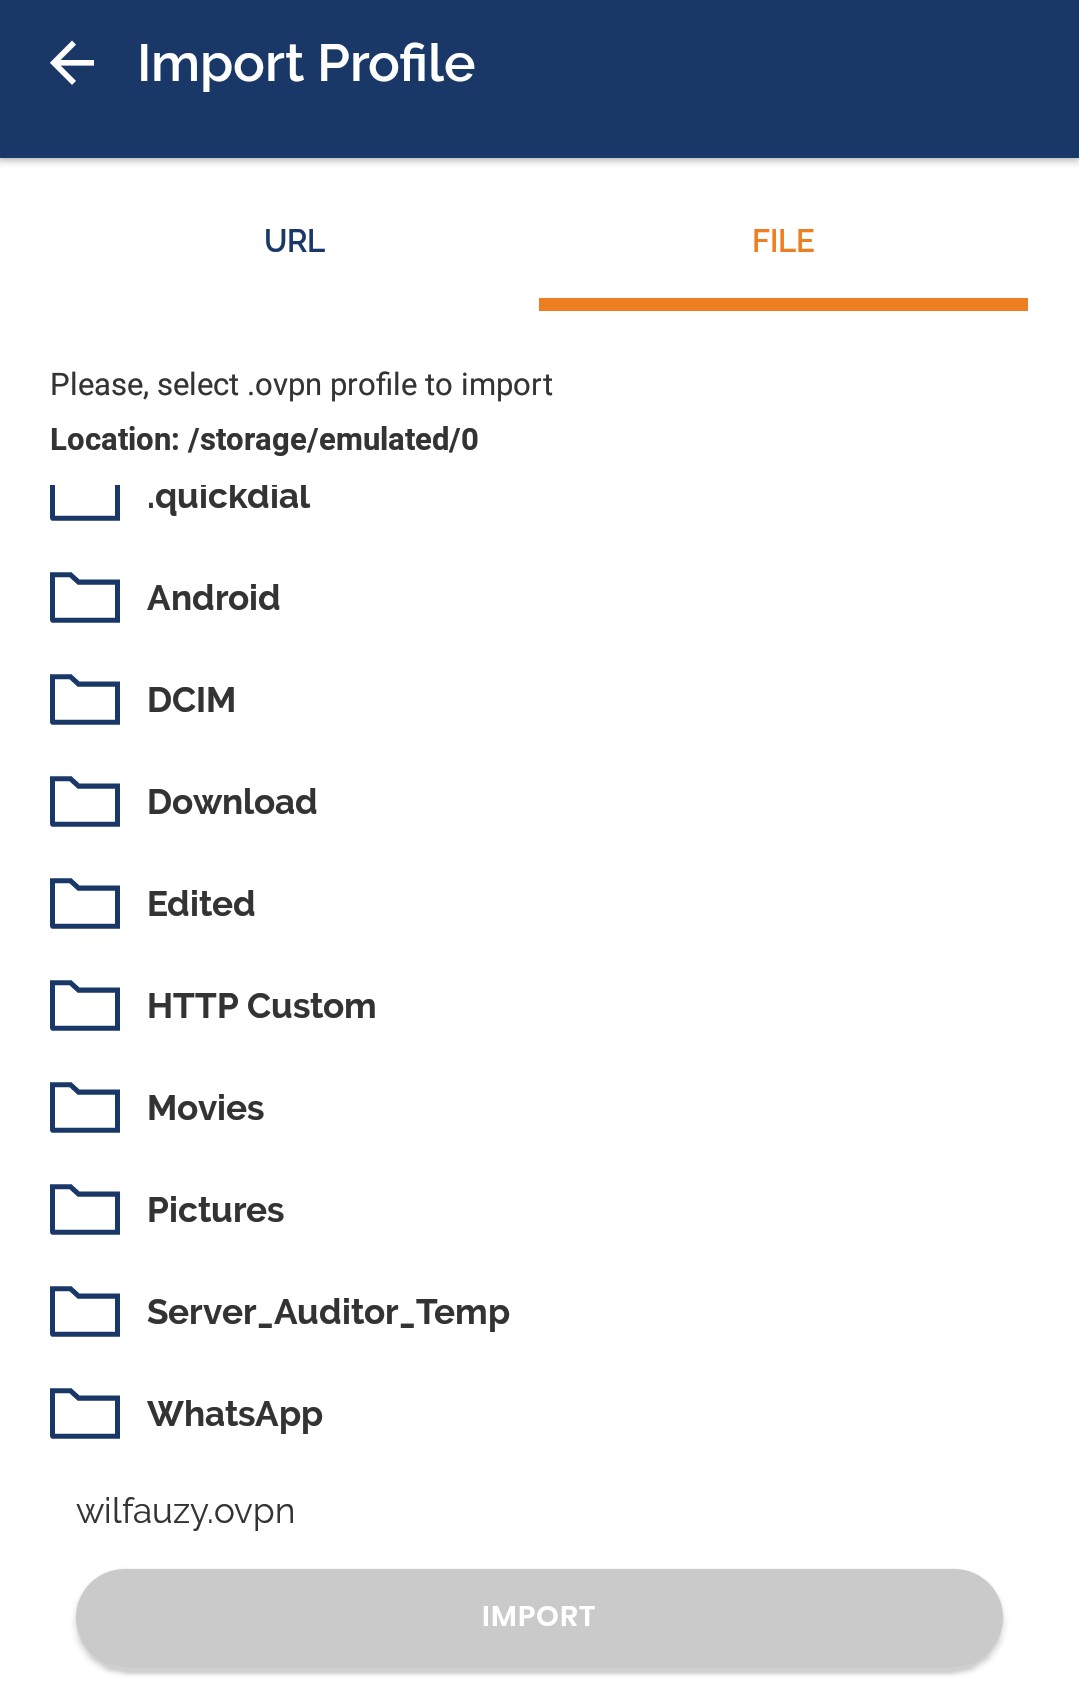 Import Profile
URL
FILE
Please, select .ovpn profile to import
Location: /storage/emulated/0
.quickdial
Android
DCIM
Download
Edited
HTTP Custom
Movies
Pictures
Server_Auditor_Temp
WhatsApp
wilfauzy.ovpn
IMPORT